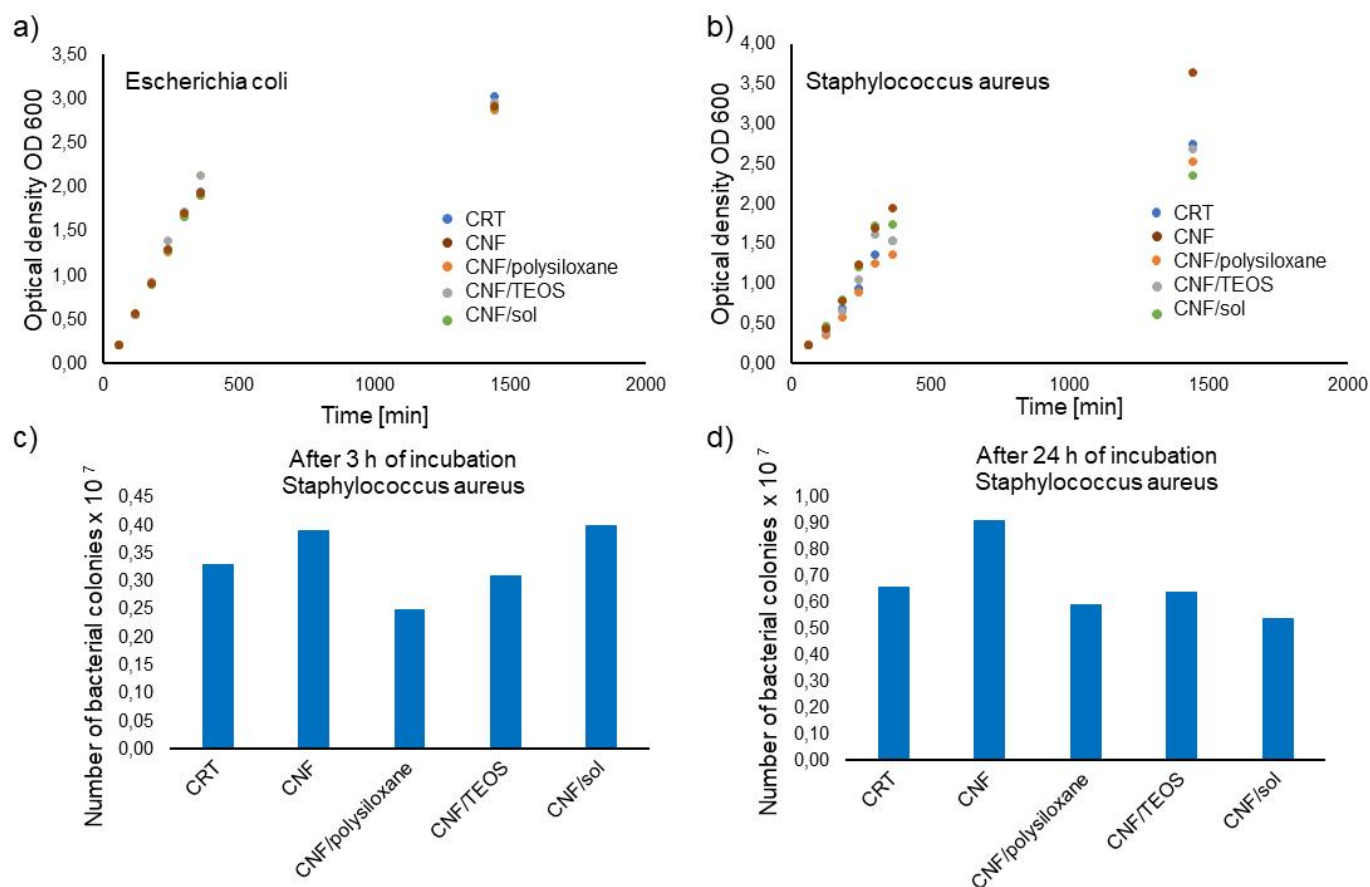 a)
Escherichia coli
Optical density OD 600
3,50
3,00
2,50
2,00
1,50
1,00
0,50
0,00
0
500
1000
1500
2000
Time [min]
CRT
CNF
CNF/polysiloxane
CNF/TEOS
CNF/sol
b)
Staphylococcus aureus
Optical density OD 600
4,00
3,50
3,00
2,50
2,00
1,50
1,00
0,50
0,00
0
500
1000
1500
2000
Time [min]
CRT
CNF
CNF/polysiloxane
CNF/TEOS
CNF/sol
c)
After 3 h of incubation
Staphylococcus aureus
Number of bacterial colonies x 10 7
0,45
0,40
0,35
0,30
0,25
0,20
0,15
0,10
0,05
0,00
CRT
CNF
CNF/polysiloxane
CNF/TEOS
CNF/sol
d)
After 24 h of incubation
Staphylococcus aureus
Number of bacterial colonies x 10 7
1,00
0,90
0,80
0,70
0,60
0,50
0,40
0,30
0,20
0,10
0,00
CRT
CNF
CNF/polysiloxane
CNF/TEOS
CNF/sol